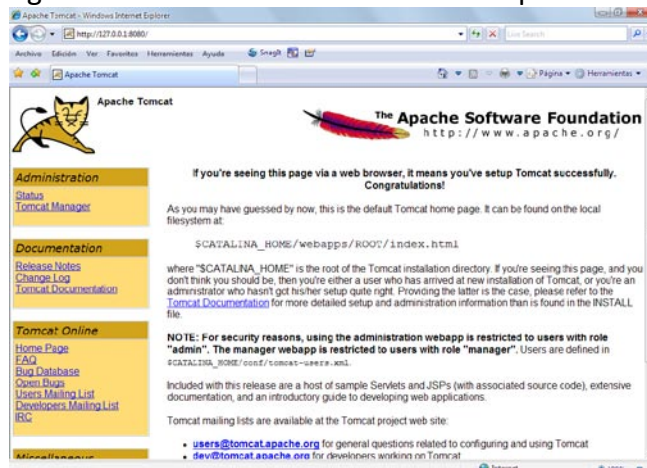 Apache Tomcat - Windows Internet Explorer
http://127.0.0.1:8080/
Live Search
Archivo Edición Ver Favoritos Herramientas Ayuda
SnagIt
Apache Tomcat
Página
Herramientas
Apache Tomcat
The Apache Software Foundation
http://www.apache.org/
Administration
Status
Tomcat Manager
Documentation
Release Notes
Change Log
Tomcat Documentation
Tomcat Online
Home Page
FAQ
Bug Database
Open Bugs
Users Mailing List
Developers Mailing List
IRC
Miscellaneous
If you're seeing this page via a web browser, it means you've setup Tomcat successfully.
Congratulations!
As you may have guessed by now, this is the default Tomcat home page. It can be found on the local
filesystem at:
$CATALINA_HOME/webapps/ROOT/index.html
where "$CATALINA_HOME" is the root of the Tomcat installation directory. If you're seeing this page, and you
don't think you should be, then you're either a user who has arrived at new installation of Tomcat, or you're an
administrator who hasn't got his/her setup quite right. Providing the latter is the case, please refer to the
Tomcat Documentation for more detailed setup and administration information than is found in the INSTALL
file.
NOTE: For security reasons, using the administration webapp is restricted to users with role
"admin". The manager webapp is restricted to users with role "manager". Users are defined in
$CATALINA_HOME/conf/tomcat-users.xml.
Included with this release are a host of sample Servlets and JSPs (with associated source code), extensive
documentation, and an introductory guide to developing web applications.
Tomcat mailing lists are available at the Tomcat project web site:
users@tomcat.apache.org for general questions related to configuring and using Tomcat
dev@tomcat.apache.org for developers working on Tomcat
Internet